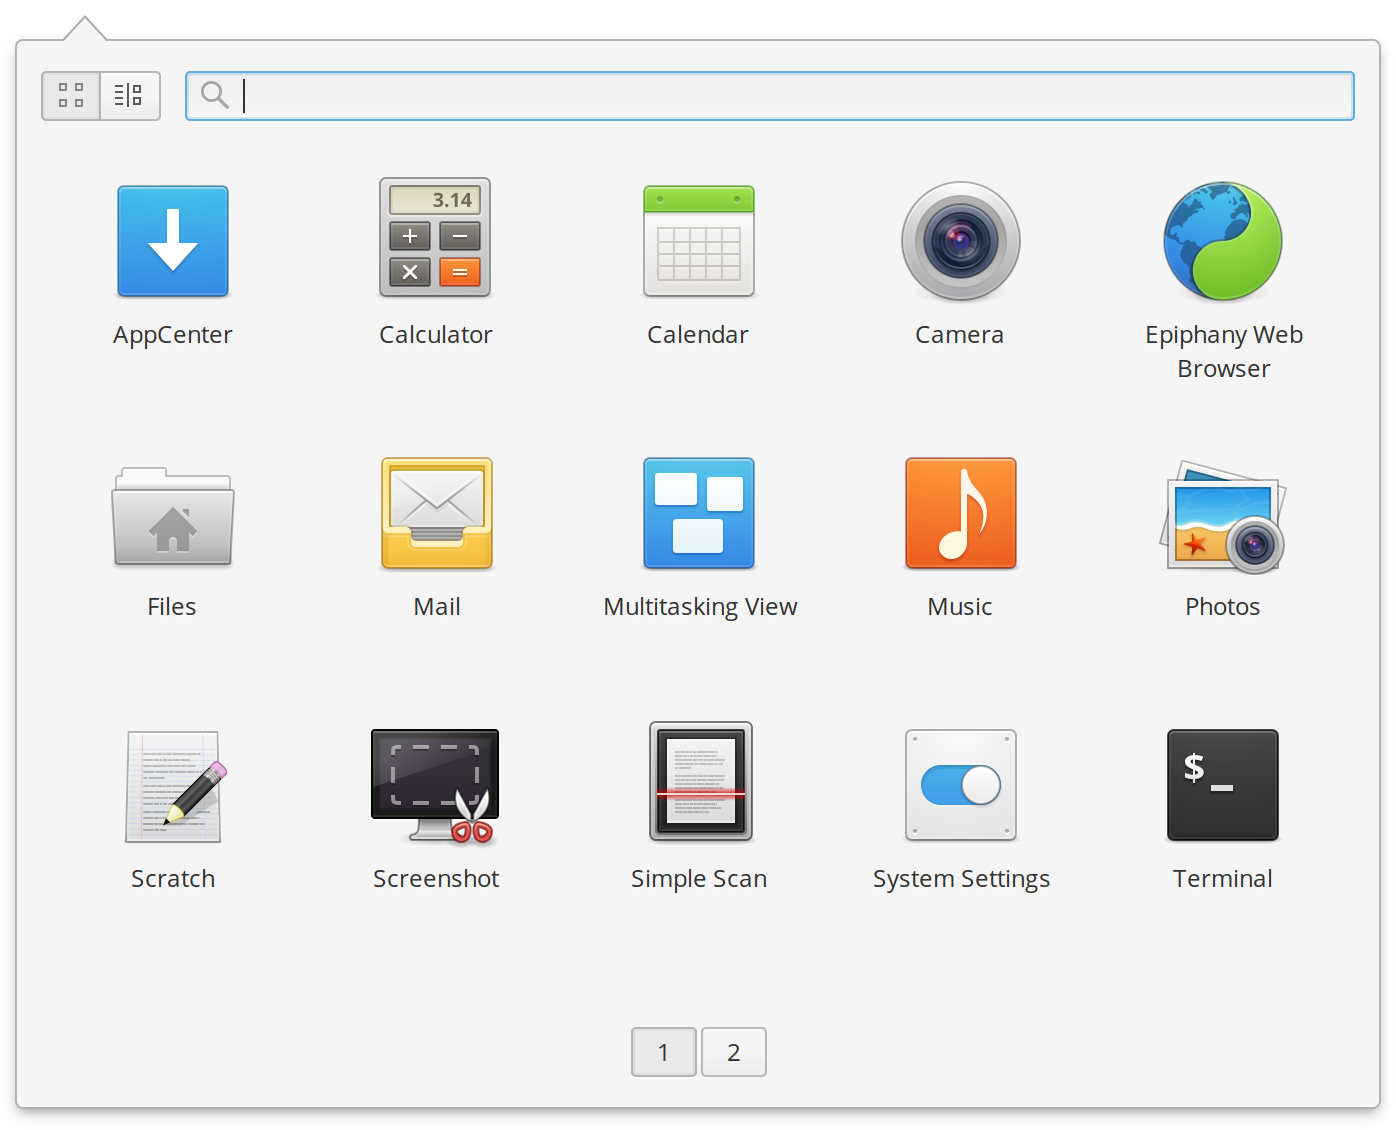 3.14
AppCenter
Calculator
Calendar
Camera
Epiphany Web
Browser
Files
Mail
Multitasking View
Music
Photos
$_
Scratch
Screenshot
Simple Scan
System Settings
Terminal
1
2